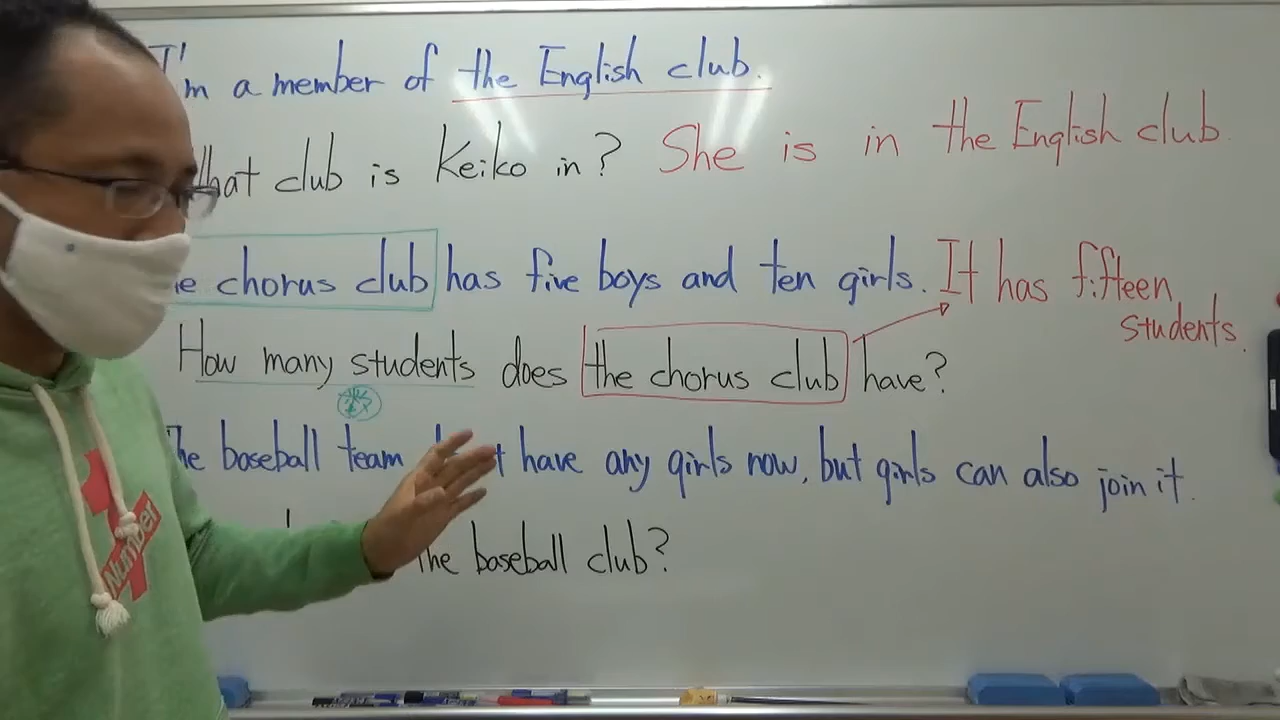 I'm a member of the English club.
What club is Keiko in? She is in the English club.
chorus club has five boys and ten girls. It has fifteen students.
How many students does the chorus club have?
The baseball team have any girls now, but girls can also join it.
the baseball club?
Number